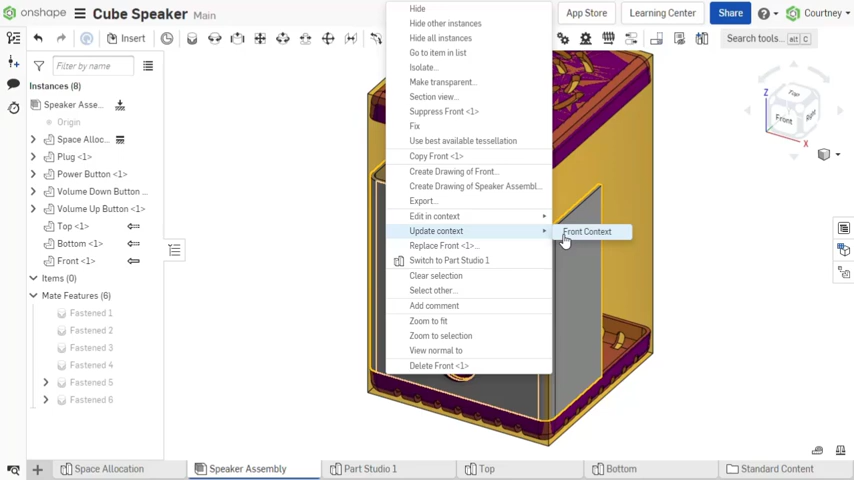 onshape
Cube Speaker Main
App Store
Learning Center
Share
Courtney
Insert
Search tools... alt C
Filter by name
Instances (8)
Speaker Asse...
Origin
Space Alloc...
Plug <1>
Power Button <1>
Volume Down Button ...
Volume Up Button <1>
Top <1>
Bottom <1>
Front <1>
Items (0)
Mate Features (6)
Fastened 1
Fastened 2
Fastened 3
Fastened 4
Fastened 5
Fastened 6
Hide
Hide other instances
Hide all instances
Go to item in list
Isolate...
Make transparent...
Section view...
Suppress Front <1>
Fix
Use best available tessellation
Copy Front <1>
Create Drawing of Front...
Create Drawing of Speaker Assembl...
Export...
Edit in context
Update context
Front Context
Replace Front <1>...
Switch to Part Studio 1
Clear selection
Select other...
Add comment
Zoom to fit
Zoom to selection
View normal to
Delete Front <1>
Z
Top
Front
Right
X
Space Allocation
Speaker Assembly
Part Studio 1
Top
Bottom
Standard Content